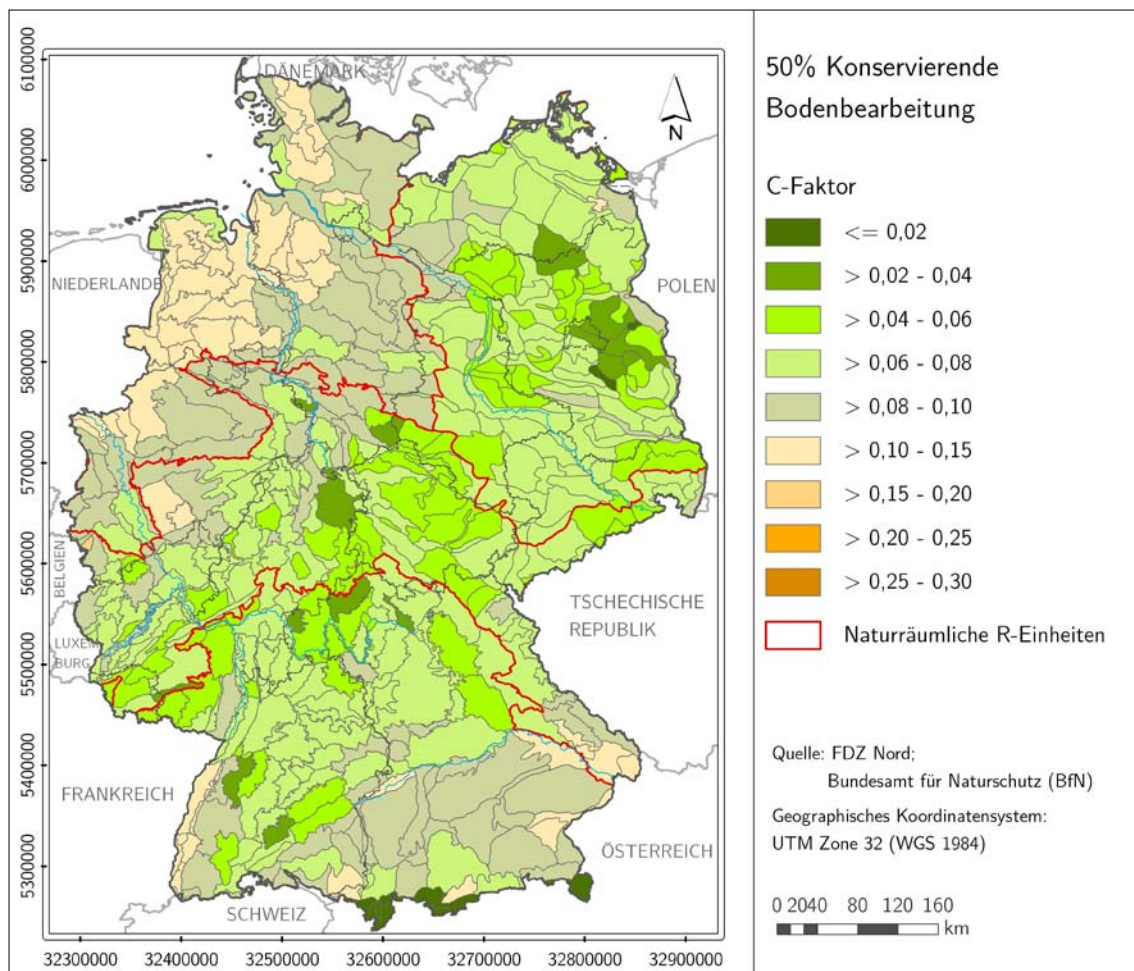 50% Konservierende
Bodenbearbeitung
C-Faktor
<= 0,02
> 0,02 - 0,04
> 0,04 - 0,06
> 0,06 - 0,08
> 0,08 - 0,10
> 0,10 - 0,15
> 0,15 - 0,20
> 0,20 - 0,25
> 0,25 - 0,30
Naturräumliche R-Einheiten
Quelle: FDZ Nord;
Bundesamt für Naturschutz (BfN)
Geographisches Koordinatensystem:
UTM Zone 32 (WGS 1984)
0 20 40 80 120 160
km
DÄNEMARK
N
NIEDERLANDE
POLEN
BELGIEN
LUXEM
BURG
TSCHECHISCHE
REPUBLIK
FRANKREICH
ÖSTERREICH
SCHWEIZ
6100000
6000000
5900000
5800000
5700000
5600000
5500000
5400000
5300000
32300000 32400000 32500000 32600000 32700000 32800000 32900000